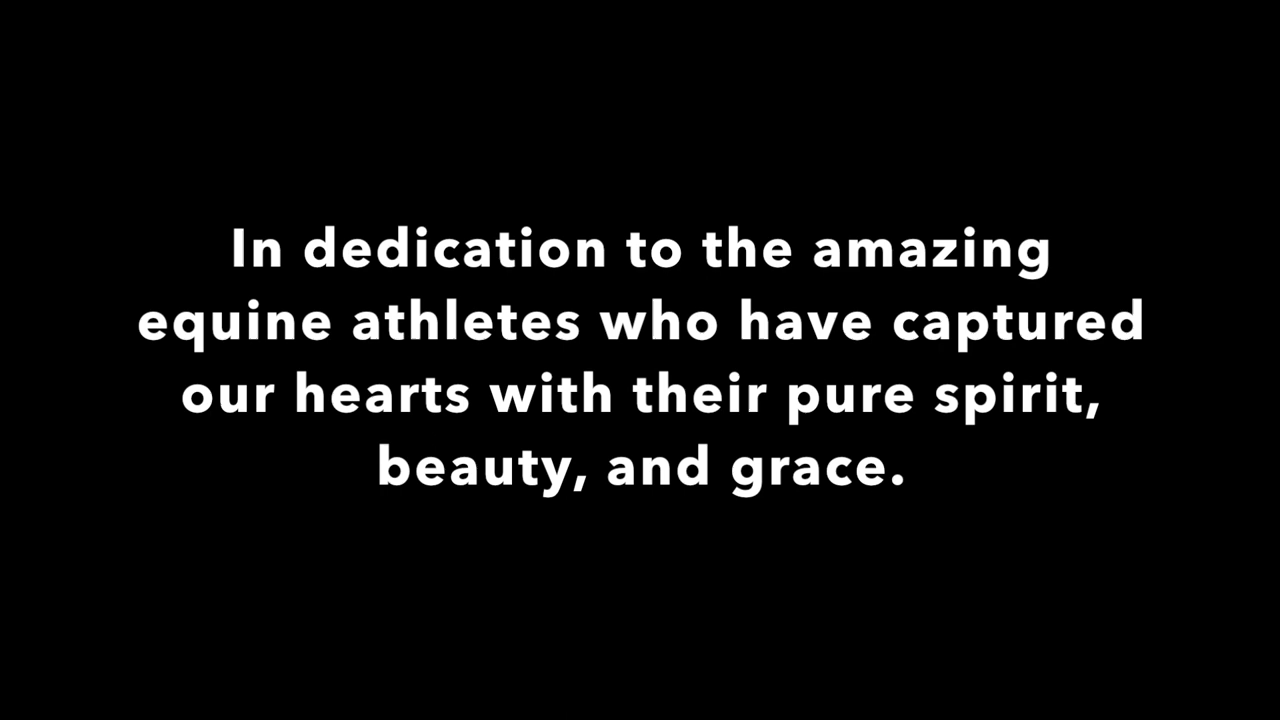 In dedication to the amazing
equine athletes who have captured
our hearts with their pure spirit,
beauty, and grace.